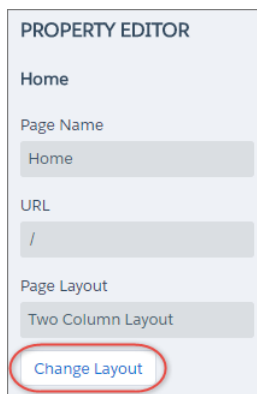 PROPERTY EDITOR
Home
Page Name
Home
URL
/
Page Layout
Two Column Layout
Change Layout